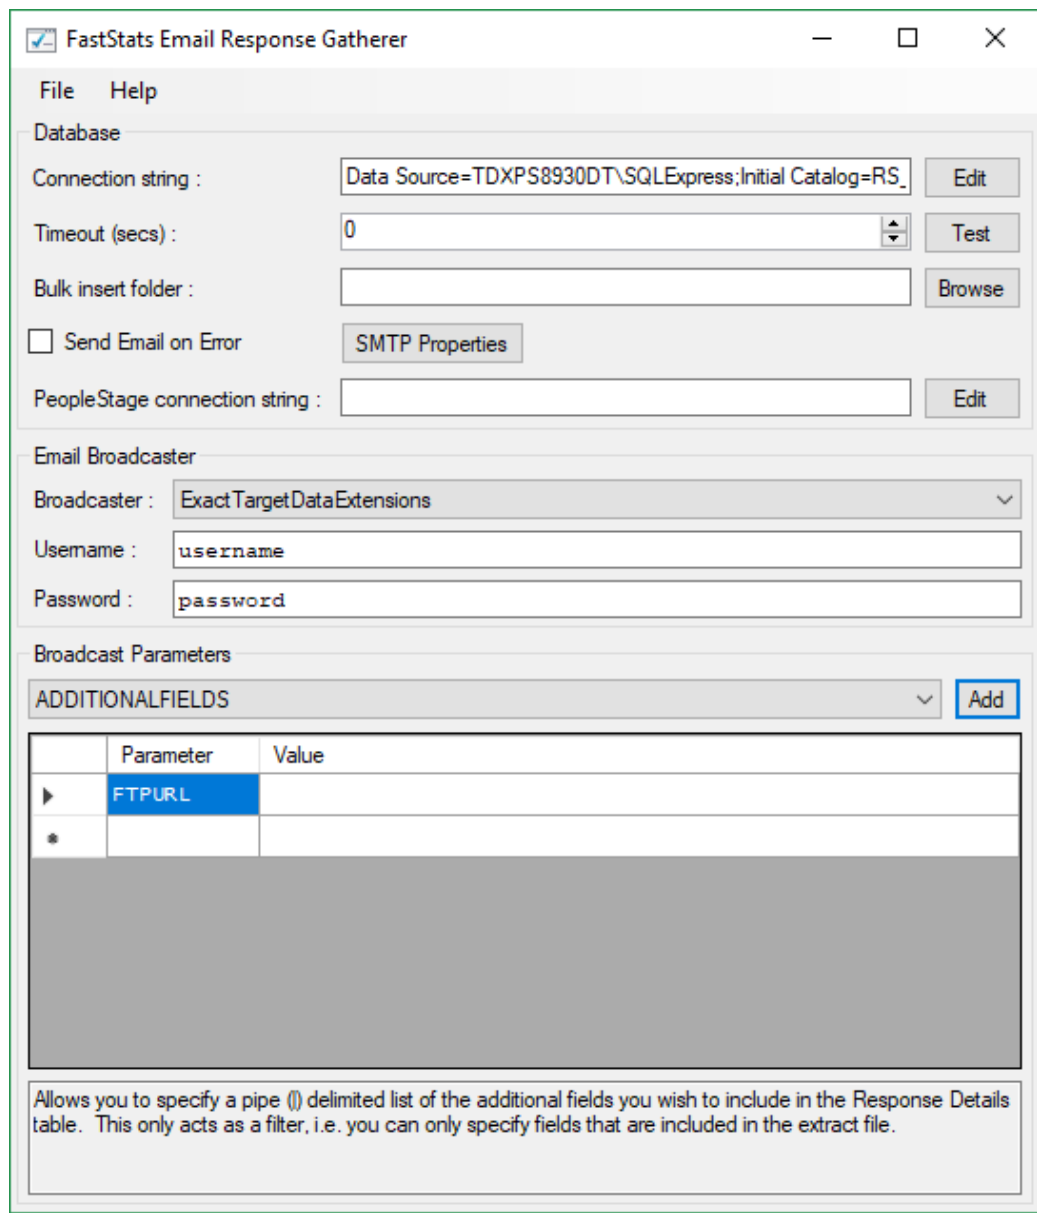 FastStats Email Response Gatherer
File Help
Database
Connection string : Data Source=TDXPS8930DT\SQLExpress;Initial Catalog=RS_ Edit
Timeout (secs) : 0 Test
Bulk insert folder : Browse
Send Email on Error SMTP Properties
PeopleStage connection string : Edit
Email Broadcaster
Broadcaster : ExactTargetDataExtensions
Username : username
Password : password
Broadcast Parameters
ADDITIONALFIELDS Add
Parameter Value
FTPURL
Allows you to specify a pipe (|) delimited list of the additional fields you wish to include in the Response Details
table. This only acts as a filter, i.e. you can only specify fields that are included in the extract file.